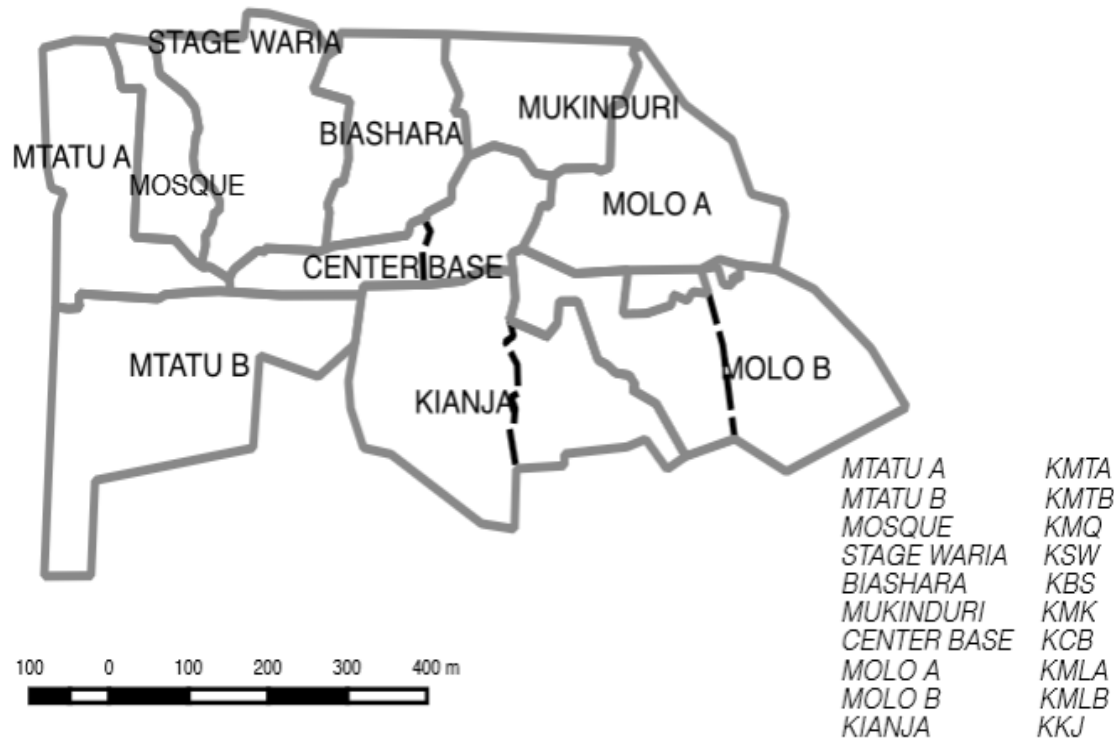 STAGE WARIA
MUKINDURI
BIASHARA
MTATU A
MOSQUE
MOLO A
CENTER BASE
MTATU B
MOLO B
KIANJA
MTATU A KMTA
MTATU B KMTB
MOSQUE KMQ
STAGE WARIA KSW
BIASHARA KBS
MUKINDURI KMK
CENTER BASE KCB
MOLO A KMLA
MOLO B KMLB
KIANJA KKJ
100 0 100 200 300 400 m